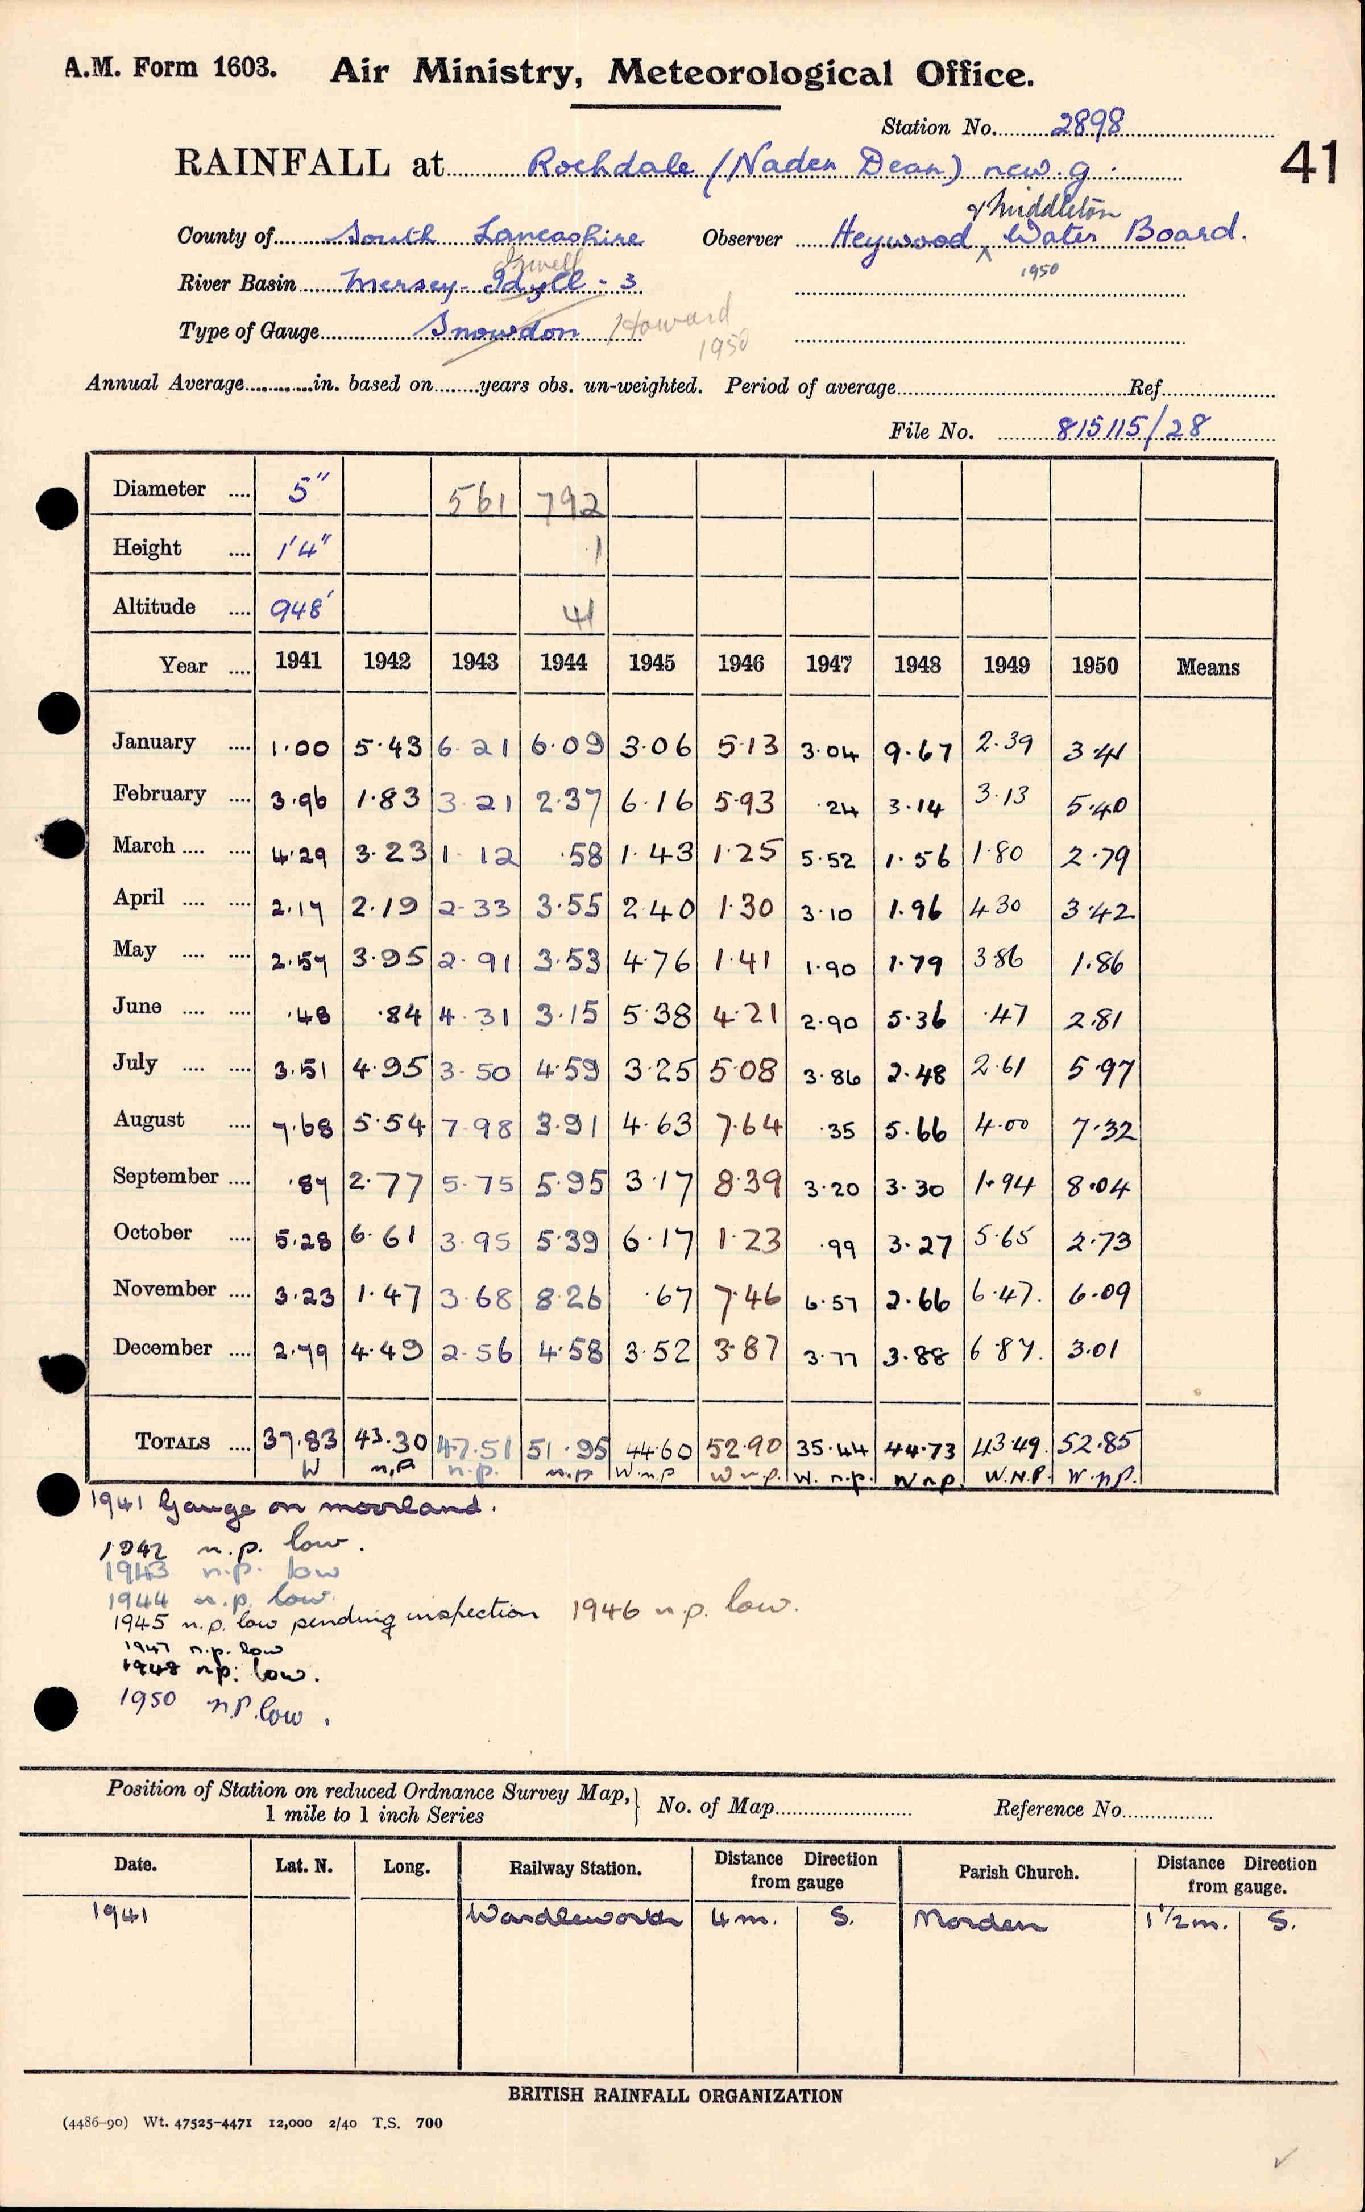 A.M. Form 1603. Air Ministry, Meteorological Office.
Station No. 2898
41
RAINFALL at Rochdale (Naden Dean) new. g.
& Middleton
County of South Lancashire Observer Heywood ^ Water Board.
Irwell
1950
River Basin Mersey - Idyll - 3
Type of Gauge Snowdon Howard
1950
Annual Average in. based on years obs. un-weighted. Period of average Ref
File No. 815115/28
Diameter 5" 561 792
Height 1'4" 1
Altitude 948' 41
Year 1941 1942 1943 1944 1945 1946 1947 1948 1949 1950 Means
January 1.00 5.43 6.21 6.09 3.06 5.13 3.04 9.67 2.39 3.41
February 3.96 1.83 3.21 2.37 6.16 5.93 .24 3.14 3.13 5.40
March 4.29 3.23 1.12 .58 1.43 1.25 5.52 1.56 1.80 2.79
April 2.17 2.19 2.33 3.55 2.40 1.30 3.10 1.96 4.30 3.42
May 2.57 3.95 2.91 3.53 4.76 1.41 1.90 1.79 3.86 1.86
June .48 .84 4.31 3.15 5.38 4.21 2.90 5.36 .47 2.81
July 3.51 4.95 3.50 4.59 3.25 5.08 3.86 2.48 2.61 5.97
August 7.68 5.54 7.98 3.91 4.63 7.64 .35 5.66 4.00 7.32
September .87 2.77 5.75 5.95 3.17 8.39 3.20 3.30 1.94 8.04
October 5.28 6.61 3.95 5.39 6.17 1.23 .99 3.27 5.65 2.73
November 3.23 1.47 3.68 8.26 .67 7.46 6.57 2.66 6.47. 6.09
December 2.79 4.49 2.56 4.58 3.52 3.87 3.77 3.88 6.87. 3.01
TOTALS 37.83 43.30 47.51 51.95 44.60 52.90 35.44 44.73 43.49. 52.85
W n.p n.p. n.p W.n.p W n.p. W. n.p. W n p. W.N.P. W.n.p.
1941 Gauge on moorland.
1942 n.p. low.
1943 n.p. low
1944 n.p. low.
1945 n.p. low pending inspection 1946 n.p. low.
1947 n.p. low
1948 n.p. low.
1950 n.p. low.
Position of Station on reduced Ordnance Survey Map, } No. of Map Reference No.
1 mile to 1 inch Series
Date. Lat. N. Long. Railway Station. Distance Direction from gauge Parish Church. Distance Direction from gauge.
1941 Wardleworth 4 m. S. Norden 1 1/2 m. S.
BRITISH RAINFALL ORGANIZATION
(4486-90) Wt. 47525-4471 12,000 2/40 T.S. 700